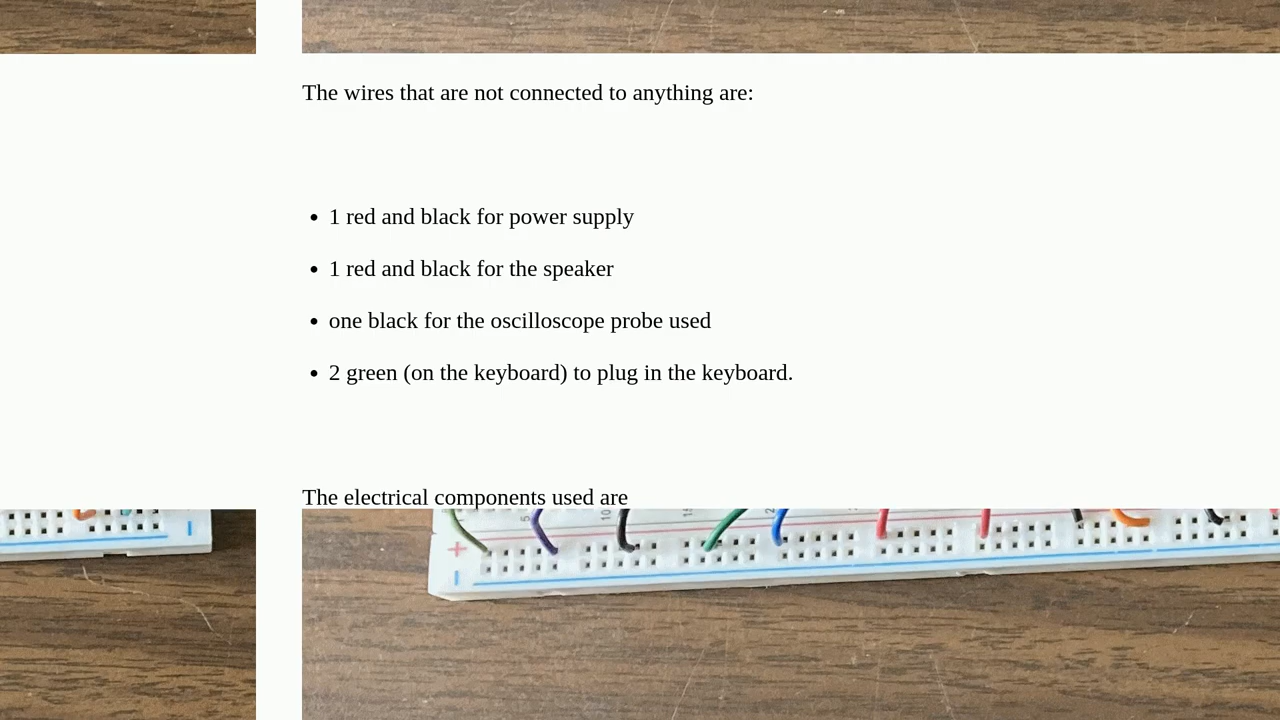 The wires that are not connected to anything are:
• 1 red and black for power supply
• 1 red and black for the speaker
• one black for the oscilloscope probe used
• 2 green (on the keyboard) to plug in the keyboard.
The electrical components used are